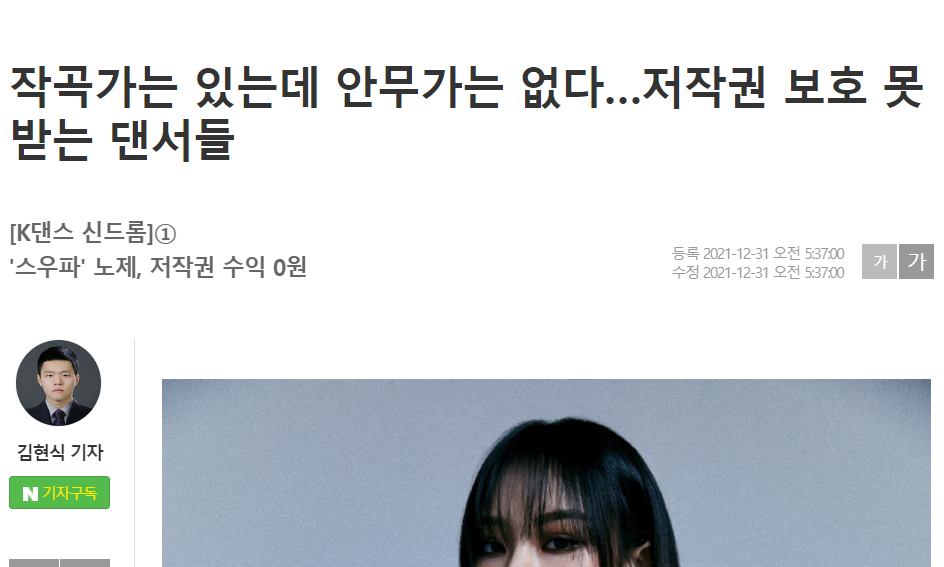 작곡가는 있는데 안무가는 없다…저작권 보호 못
받는 댄서들
[K댄스 신드롬]①
'스우파' 노제, 저작권 수익 0원
등록 2021-12-31 오전 5:37:00
수정 2021-12-31 오전 5:37:00
가 가
김현식 기자
N 기자구독